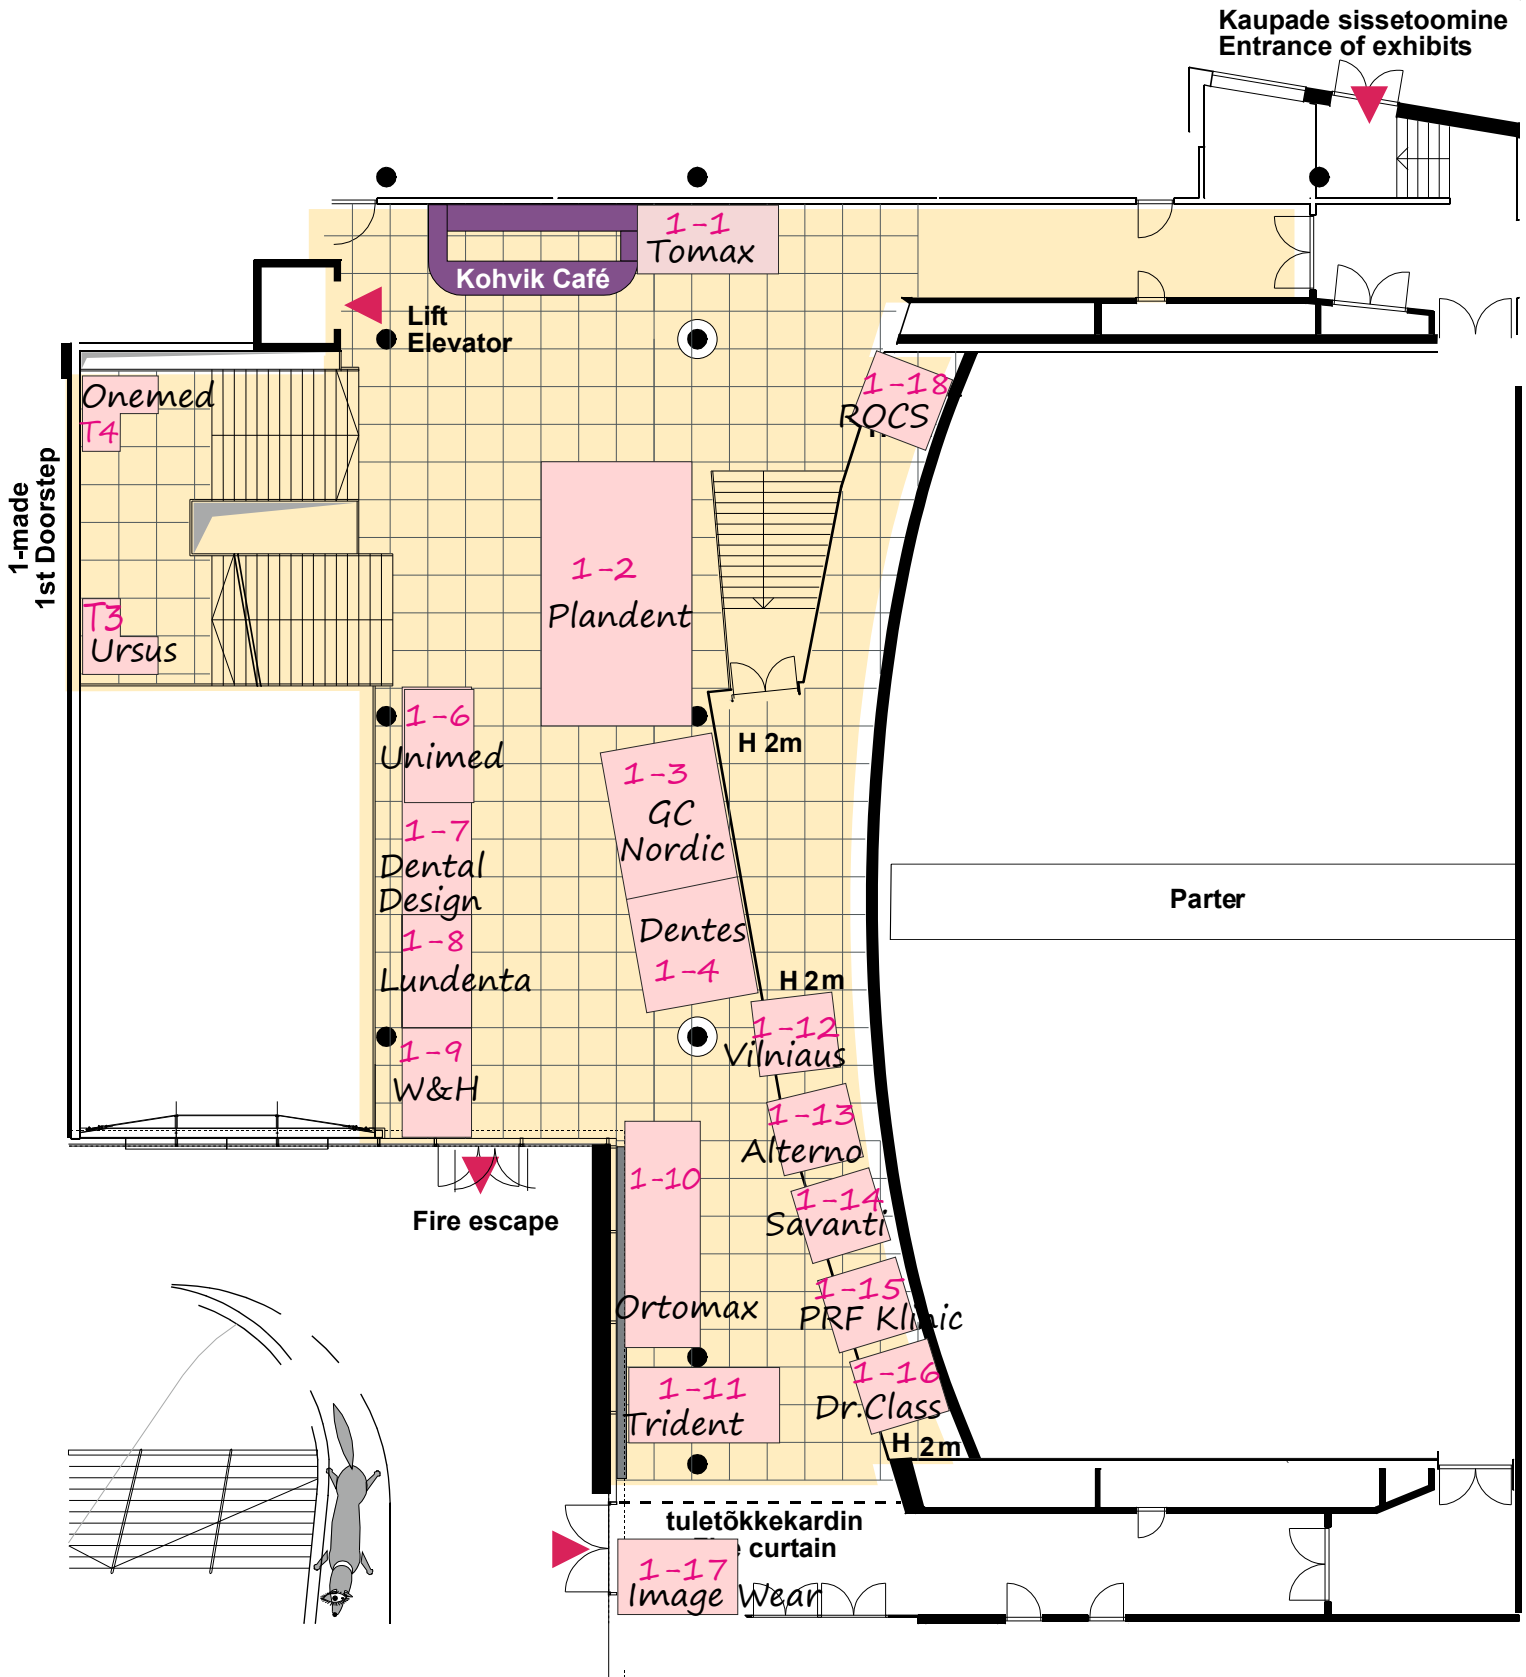 Kaupade sissetoomine
Entrance of exhibits
1-1
Tomax
Kohvik Café
Lift
Elevator
1-18
ROCS
Onemed
T4
1-made
1st Doorstep
1-2
Plandent
T3
Ursus
1-6
Unimed
H 2m
1-3
GC
Nordic
1-7
Dental
Design
Dentes
1-4
1-8
Lundenta
Parter
H 2m
1-12
Vilniaus
1-9
W&H
1-13
Alterno
1-10
Ortomax
1-14
Savanti
Fire escape
1-15
PRF Klinic
1-16
Dr.Class
1-11
Trident
H 2m
tuletõkkekardin
curtain
1-17
Image Wear